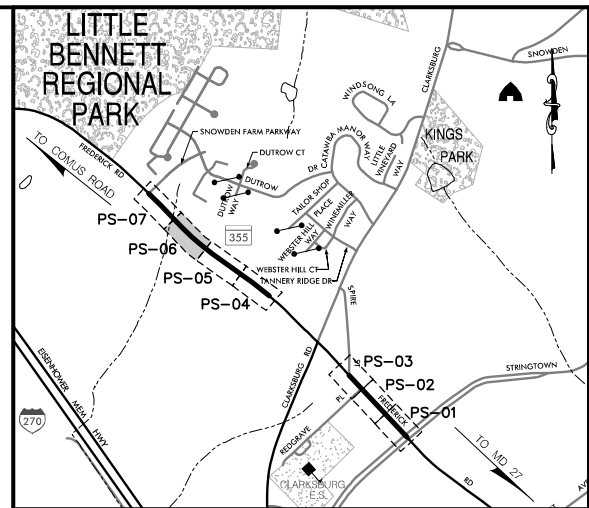 LITTLE
BENNETT
REGIONAL
PARK
SNOWDEN
CLARKSBURG
WINDSONG LA
KINGS
PARK
SNOWDEN FARM PARKWAY
FREDERICK RD
TO COMUS ROAD
DUTROW CT
DUTROW
DR
CATAWBA
MANOR WAY
LITTLE
VINEYARD
WAY
DUTROW
WAY
TAILOR SHOP
PLACE
WINEMILLER
WAY
WEBSTER HILL
WAY
355
PS-07
PS-06
PS-05
PS-04
WEBSTER HILL CT
TANNERY RIDGE DR
SPIRE
ST
PS-03
PS-02
PS-01
STRINGTOWN
FREDERICK
RD
CLARKSBURG
RD
EISENHOWER
MEM
HWY
270
REDGRAVE
PL
TO MD 27
CLARKSBURG
E.S.
AVE